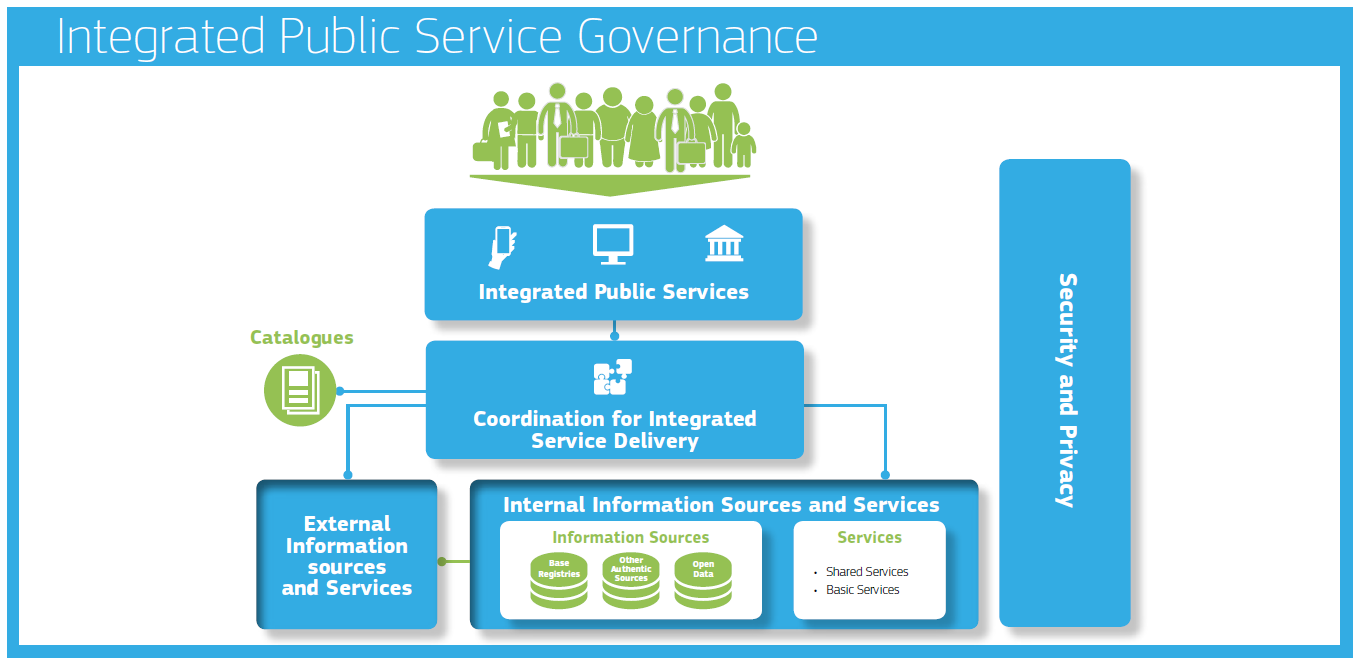 Integrated Public Service Governance
Integrated Public Services
Catalogues
Coordination for Integrated
Service Delivery
External
Information
sources
and Services
Internal Information Sources and Services
Information Sources
Base
Registries
Other
Authentic
Sources
Open
Data
Services
• Shared Services
• Basic Services
Security and Privacy